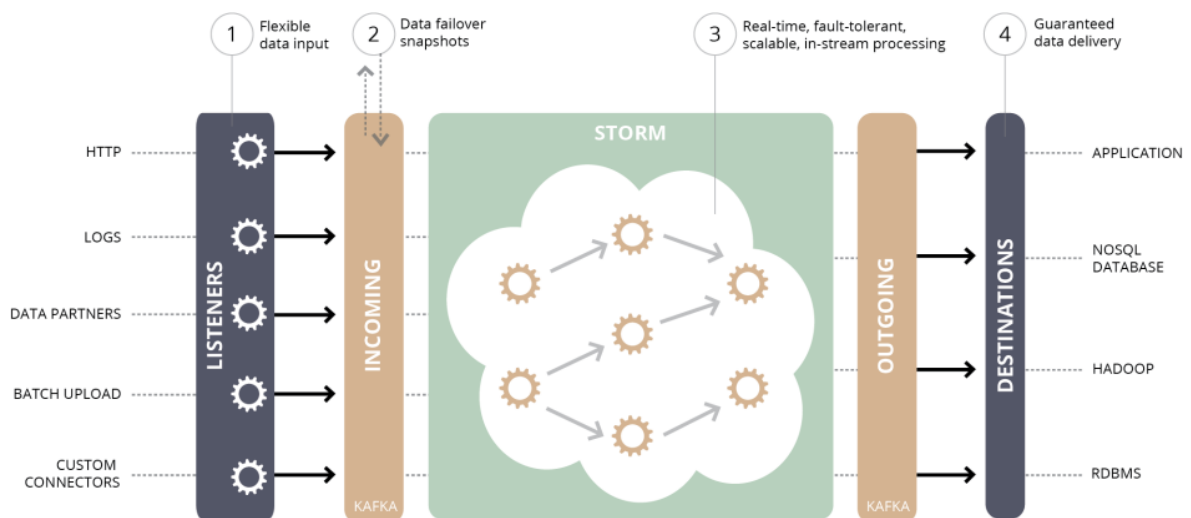 1
Flexible
data input
2
Data failover
snapshots
3
Real-time, fault-tolerant,
scalable, in-stream processing
4
Guaranteed
data delivery
HTTP
LOGS
DATA PARTNERS
BATCH UPLOAD
CUSTOM
CONNECTORS
LISTENERS
INCOMING
KAFKA
STORM
OUTGOING
KAFKA
DESTINATIONS
APPLICATION
NOSQL
DATABASE
HADOOP
RDBMS